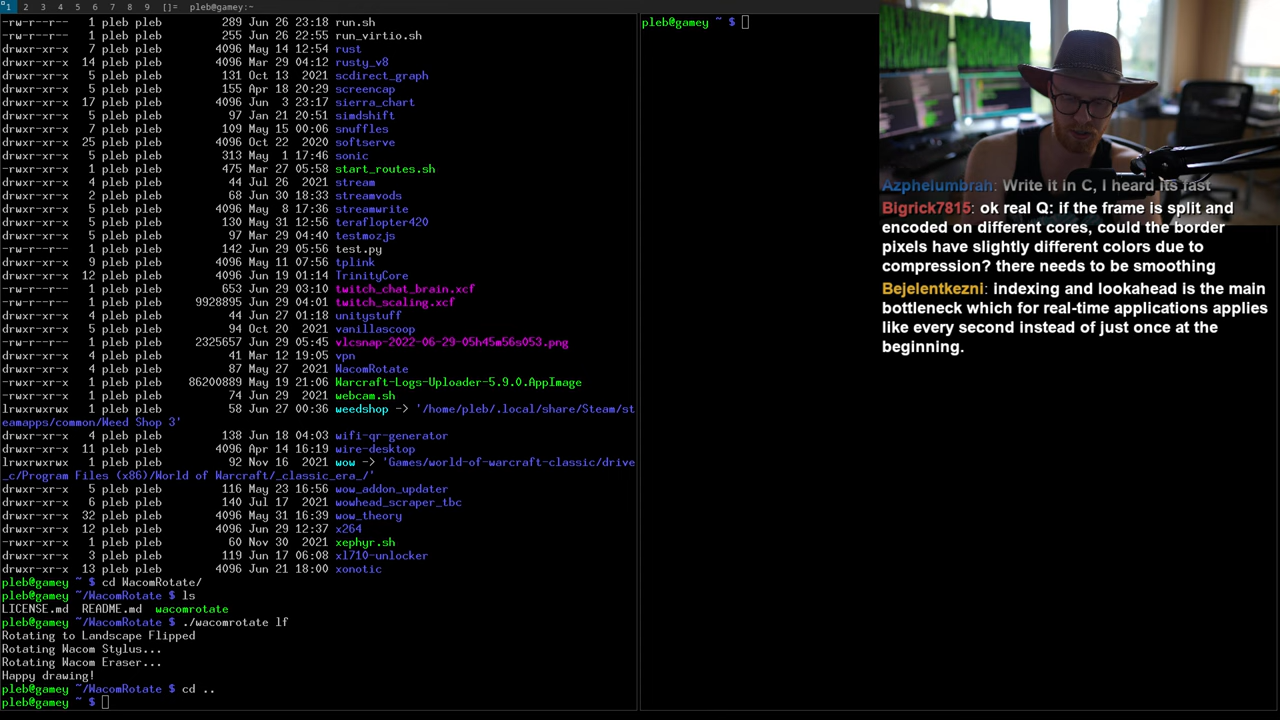 1 2 3 4 5 6 7 8 9 []= pleb@gamey:~
-rw-r--r-- 1 pleb pleb 289 Jun 26 23:18 run.sh
-rw-r--r-- 1 pleb pleb 255 Jun 26 22:55 run_virtio.sh
drwxr-xr-x 7 pleb pleb 4096 May 14 12:54 rust
drwxr-xr-x 14 pleb pleb 4096 Mar 29 04:12 rusty_v8
drwxr-xr-x 5 pleb pleb 131 Oct 13 2021 scdirect_graph
drwxr-xr-x 5 pleb pleb 155 Apr 18 20:29 screencap
drwxr-xr-x 17 pleb pleb 4096 Jun 3 23:17 sierra_chart
drwxr-xr-x 5 pleb pleb 97 Jan 21 20:51 simdshift
drwxr-xr-x 7 pleb pleb 109 May 15 00:06 snuffles
drwxr-xr-x 25 pleb pleb 4096 Oct 22 2020 softserve
drwxr-xr-x 5 pleb pleb 313 May 1 17:46 sonic
-rwxr-xr-x 1 pleb pleb 475 Mar 27 05:58 start_routes.sh
drwxr-xr-x 4 pleb pleb 44 Jul 26 2021 stream
drwxr-xr-x 2 pleb pleb 68 Jun 30 18:33 streamvods
drwxr-xr-x 5 pleb pleb 4096 May 8 17:36 streamwrite
drwxr-xr-x 5 pleb pleb 130 May 31 12:56 teraflopter420
drwxr-xr-x 5 pleb pleb 97 Mar 29 04:40 testmozjs
-rw-r--r-- 1 pleb pleb 142 Jun 29 05:56 test.py
drwxr-xr-x 9 pleb pleb 4096 May 11 07:56 tplink
drwxr-xr-x 12 pleb pleb 4096 Jun 19 01:14 TrinityCore
-rw-r--r-- 1 pleb pleb 653 Jun 29 03:10 twitch_chat_brain.xcf
-rw-r--r-- 1 pleb pleb 9928895 Jun 29 04:01 twitch_scaling.xcf
drwxr-xr-x 4 pleb pleb 44 Jun 27 01:18 unitystuff
drwxr-xr-x 5 pleb pleb 94 Oct 20 2021 vanillascoop
-rw-r--r-- 1 pleb pleb 2325657 Jun 29 05:45 vlcsnap-2022-06-29-05h45m56s053.png
drwxr-xr-x 4 pleb pleb 41 Mar 12 19:05 vpn
drwxr-xr-x 4 pleb pleb 87 May 27 2021 WacomRotate
-rwxr-xr-x 1 pleb pleb 86200889 May 19 21:06 Warcraft-Logs-Uploader-5.9.0.AppImage
-rwxr-xr-x 1 pleb pleb 74 Jun 29 2021 webcam.sh
lrwxrwxrwx 1 pleb pleb 58 Jun 27 00:36 weedshop -> '/home/pleb/.local/share/Steam/st
eamapps/common/Weed Shop 3'
drwxr-xr-x 4 pleb pleb 138 Jun 18 04:03 wifi-qr-generator
drwxr-xr-x 11 pleb pleb 4096 Apr 14 16:19 wire-desktop
lrwxrwxrwx 1 pleb pleb 92 Nov 16 2021 wow -> 'Games/world-of-warcraft-classic/drive
_c/Program Files (x86)/World of Warcraft/_classic_era_/'
drwxr-xr-x 5 pleb pleb 116 May 23 16:56 wow_addon_updater
drwxr-xr-x 6 pleb pleb 140 Jul 17 2021 wowhead_scraper_tbc
drwxr-xr-x 32 pleb pleb 4096 May 31 16:39 wow_theory
drwxr-xr-x 12 pleb pleb 4096 Jun 29 12:37 x264
-rwxr-xr-x 1 pleb pleb 60 Nov 30 2021 xephyr.sh
drwxr-xr-x 3 pleb pleb 119 Jun 17 06:08 xl710-unlocker
drwxr-xr-x 13 pleb pleb 4096 Jun 21 18:00 xonotic
pleb@gamey ~ $ cd WacomRotate/
pleb@gamey ~/WacomRotate $ ls
LICENSE.md README.md wacomrotate
pleb@gamey ~/WacomRotate $ ./wacomrotate lf
Rotating to Landscape Flipped
Rotating Wacom Stylus...
Rotating Wacom Eraser...
Happy drawing!
pleb@gamey ~/WacomRotate $ cd ..
pleb@gamey ~ $
pleb@gamey ~ $
Azphelumbrah: Write it in C, I heard its fast
Bigrick7815: ok real Q: if the frame is split and
encoded on different cores, could the border
pixels have slightly different colors due to
compression? there needs to be smoothing
Bejelentkezni: indexing and lookahead is the main
bottleneck which for real-time applications applies
like every second instead of just once at the
beginning.